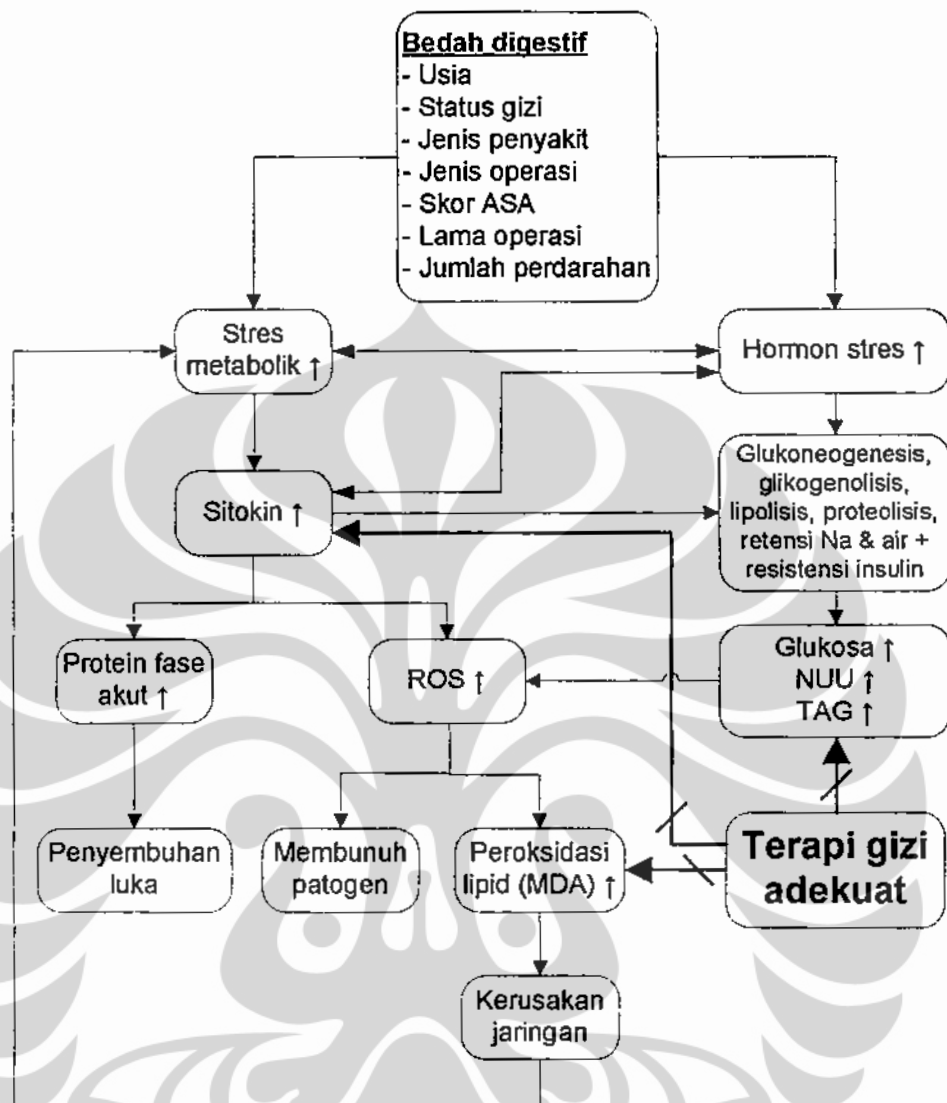 Bedah digestif
- Usia
- Status gizi
- Jenis penyakit
- Jenis operasi
- Skor ASA
- Lama operasi
- Jumlah perdarahan
Stres
metabolik ↑
Hormon stres ↑
Sitokin ↑
Glukoneogenesis,
glikogenolisis,
lipolisis, proteolisis,
retensi Na & air +
resistensi insulin
Protein fase
akut ↑
ROS ↑
Glukosa ↑
NUU ↑
TAG ↑
Penyembuhan
luka
Membunuh
patogen
Peroksidasi
lipid (MDA) ↑
Terapi gizi
adekuat
Kerusakan
jaringan